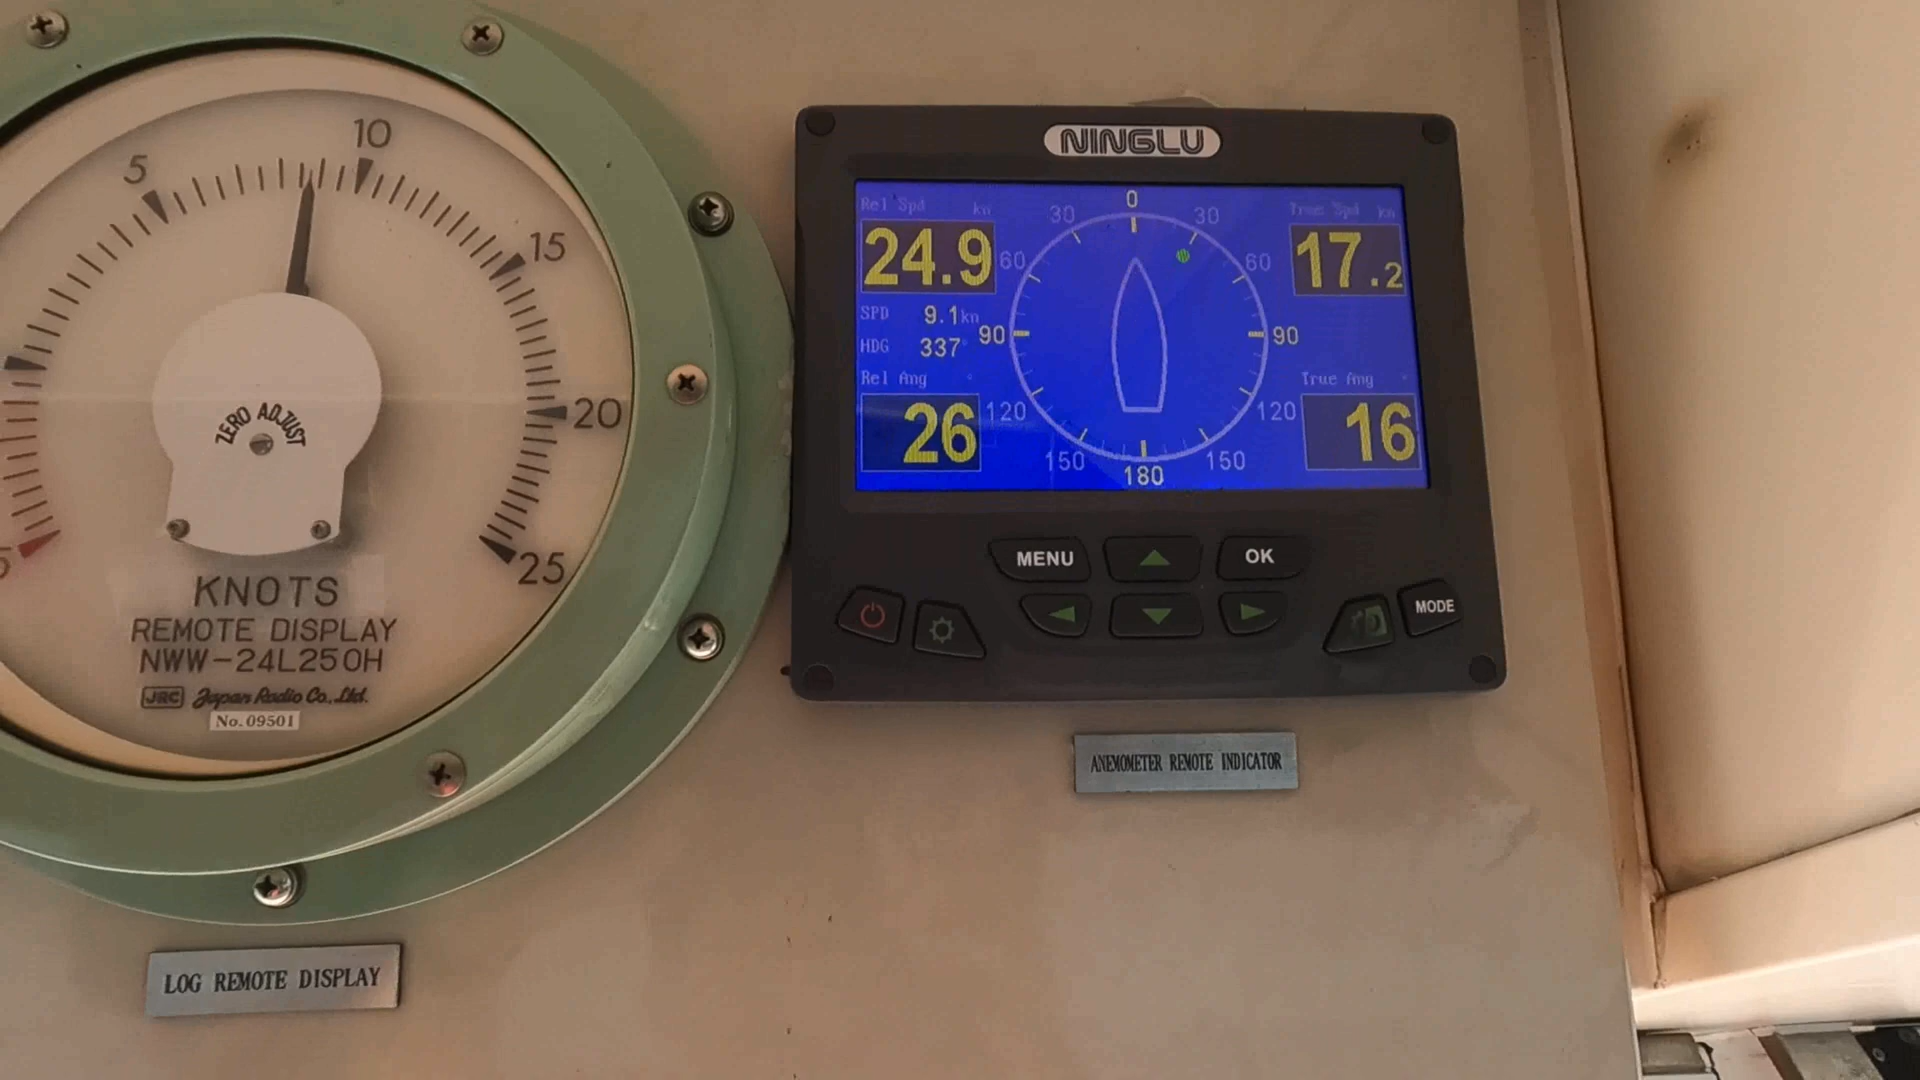 5
10
15
20
25
5
ZERO ADJUST
KNOTS
REMOTE DISPLAY
NWW-24L250H
JRC Japan Radio Co., Ltd.
No. 09501
LOG REMOTE DISPLAY
NINGLU
Rel Spd kn
24.9
SPD 9.1kn
HDG 337°
Rel Ang °
26
0
30 30
60 60
90 90
120 120
150 150
180
True Spd kn
17.2
True Ang °
16
MENU
OK
MODE
ANEMOMETER REMOTE INDICATOR